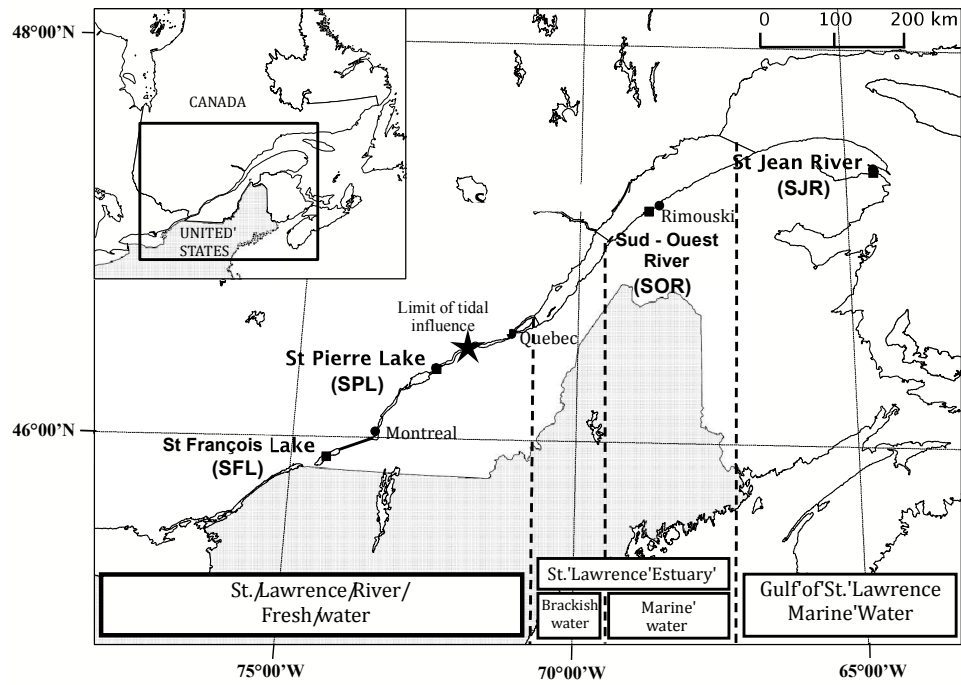 48°00'N
0 100 200 km
CANADA
UNITED'
STATES
St Jean River
(SJR)
Rimouski
Sud - Ouest
River
(SOR)
Limit of tidal
influence
Quebec
St Pierre Lake
(SPL)
46°00'N
Montreal
St François Lake
(SFL)
St./Lawrence/River/
Fresh/water
St.'Lawrence'Estuary'
Brackish
water
Marine'
water
Gulf'of'St.'Lawrence
Marine'Water
75°00'W
70°00'W
65°00'W